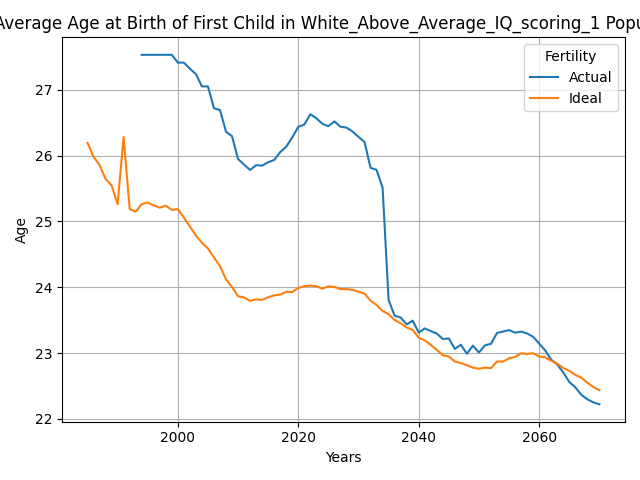 Average Age at Birth of First Child in White_Above_Average_IQ_scoring_1
Fertility
Actual
Ideal
27
26
25
24
23
22
Age
2000 2020 2040 2060
Years